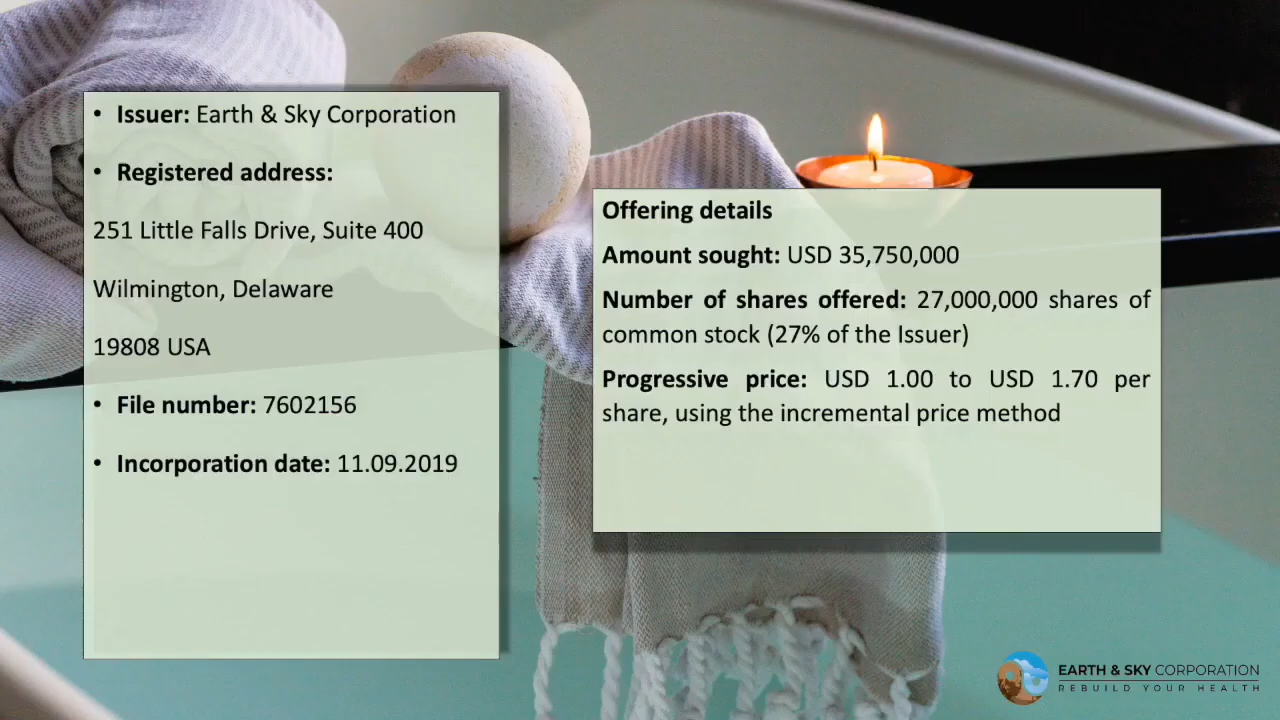 • Issuer: Earth & Sky Corporation
• Registered address:
251 Little Falls Drive, Suite 400
Wilmington, Delaware
19808 USA
• File number: 7602156
• Incorporation date: 11.09.2019
Offering details
Amount sought: USD 35,750,000
Number of shares offered: 27,000,000 shares of
common stock (27% of the Issuer)
Progressive price: USD 1.00 to USD 1.70 per
share, using the incremental price method
EARTH & SKY CORPORATION
REBUILD YOUR HEALTH